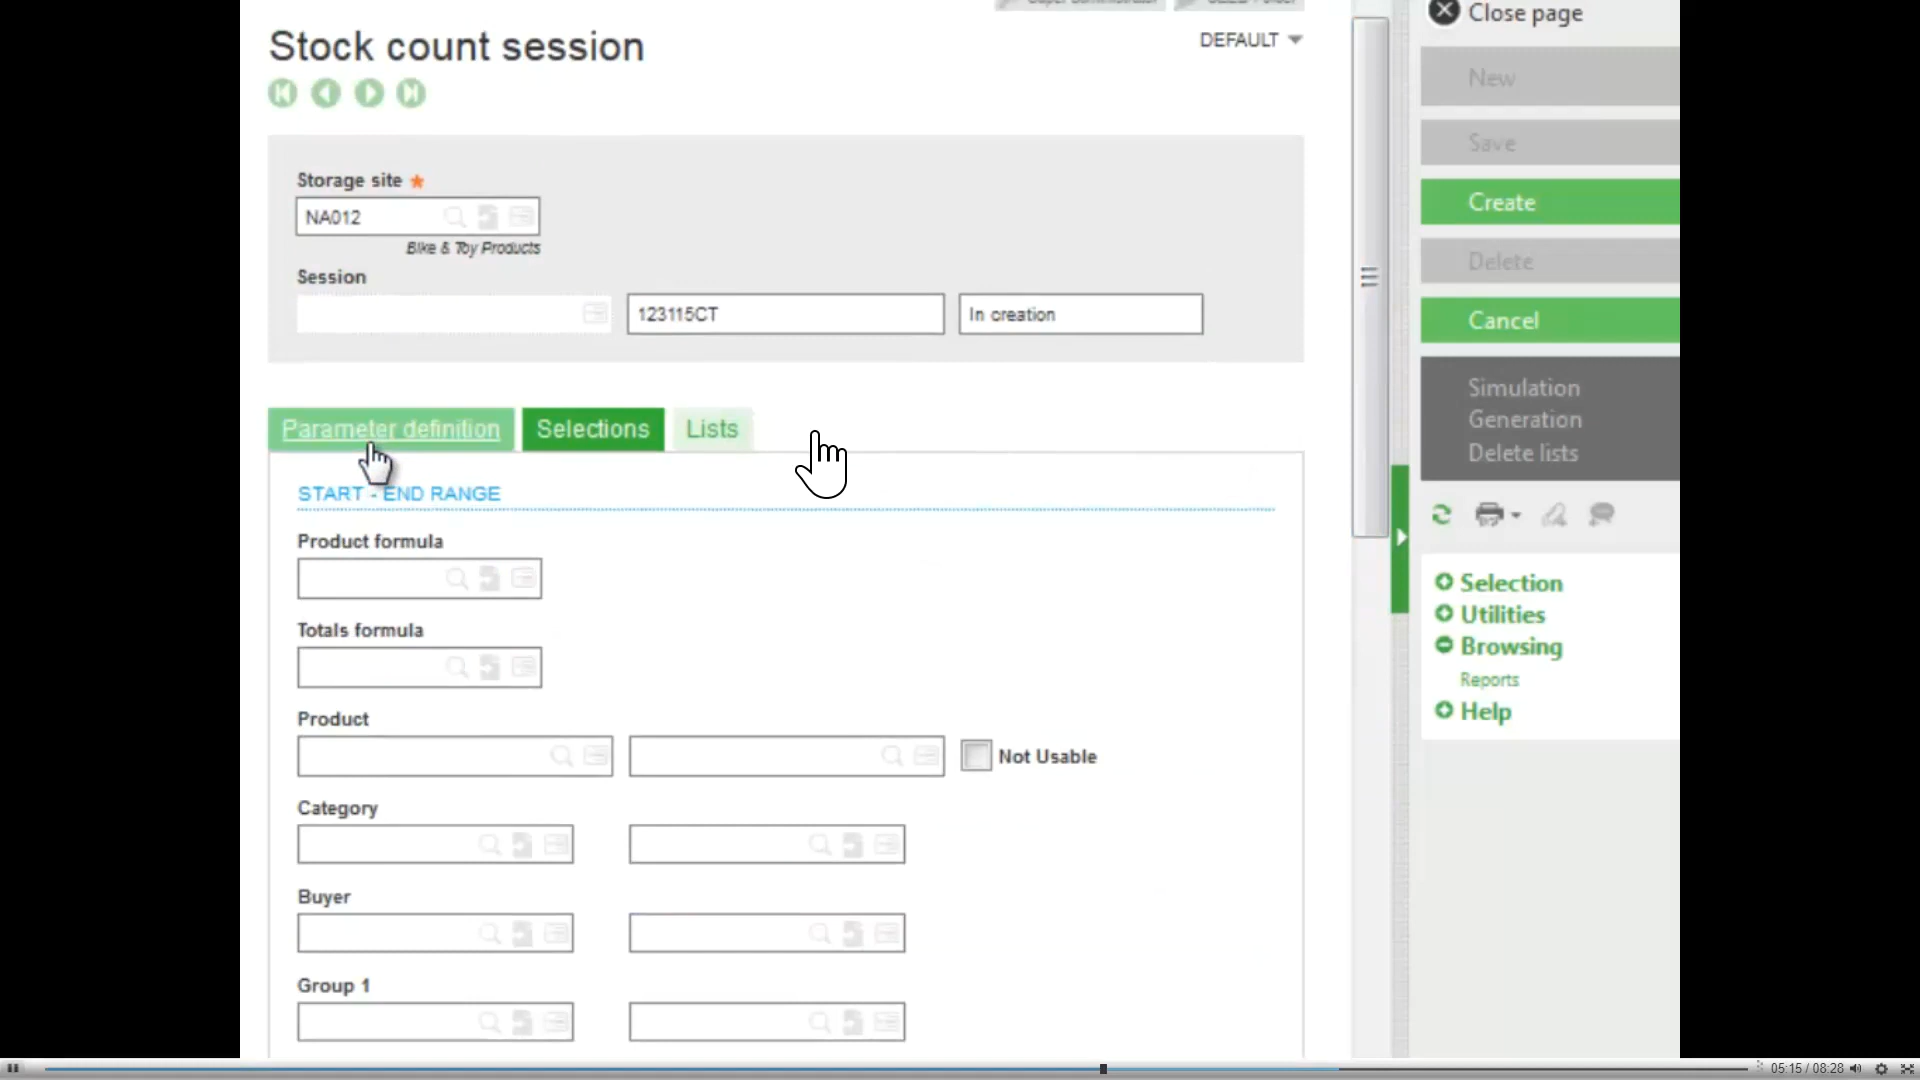 Stock count session
DEFAULT
Storage site *
NA012
Bike & Toy Products
Session
123115CT
In creation
Parameter definition
Selections
Lists
START - END RANGE
Product formula
Totals formula
Product
Not Usable
Category
Buyer
Group 1
Close page
New
Save
Create
Delete
Cancel
Simulation
Generation
Delete lists
Selection
Utilities
Browsing
Reports
Help
05:15 / 08:28